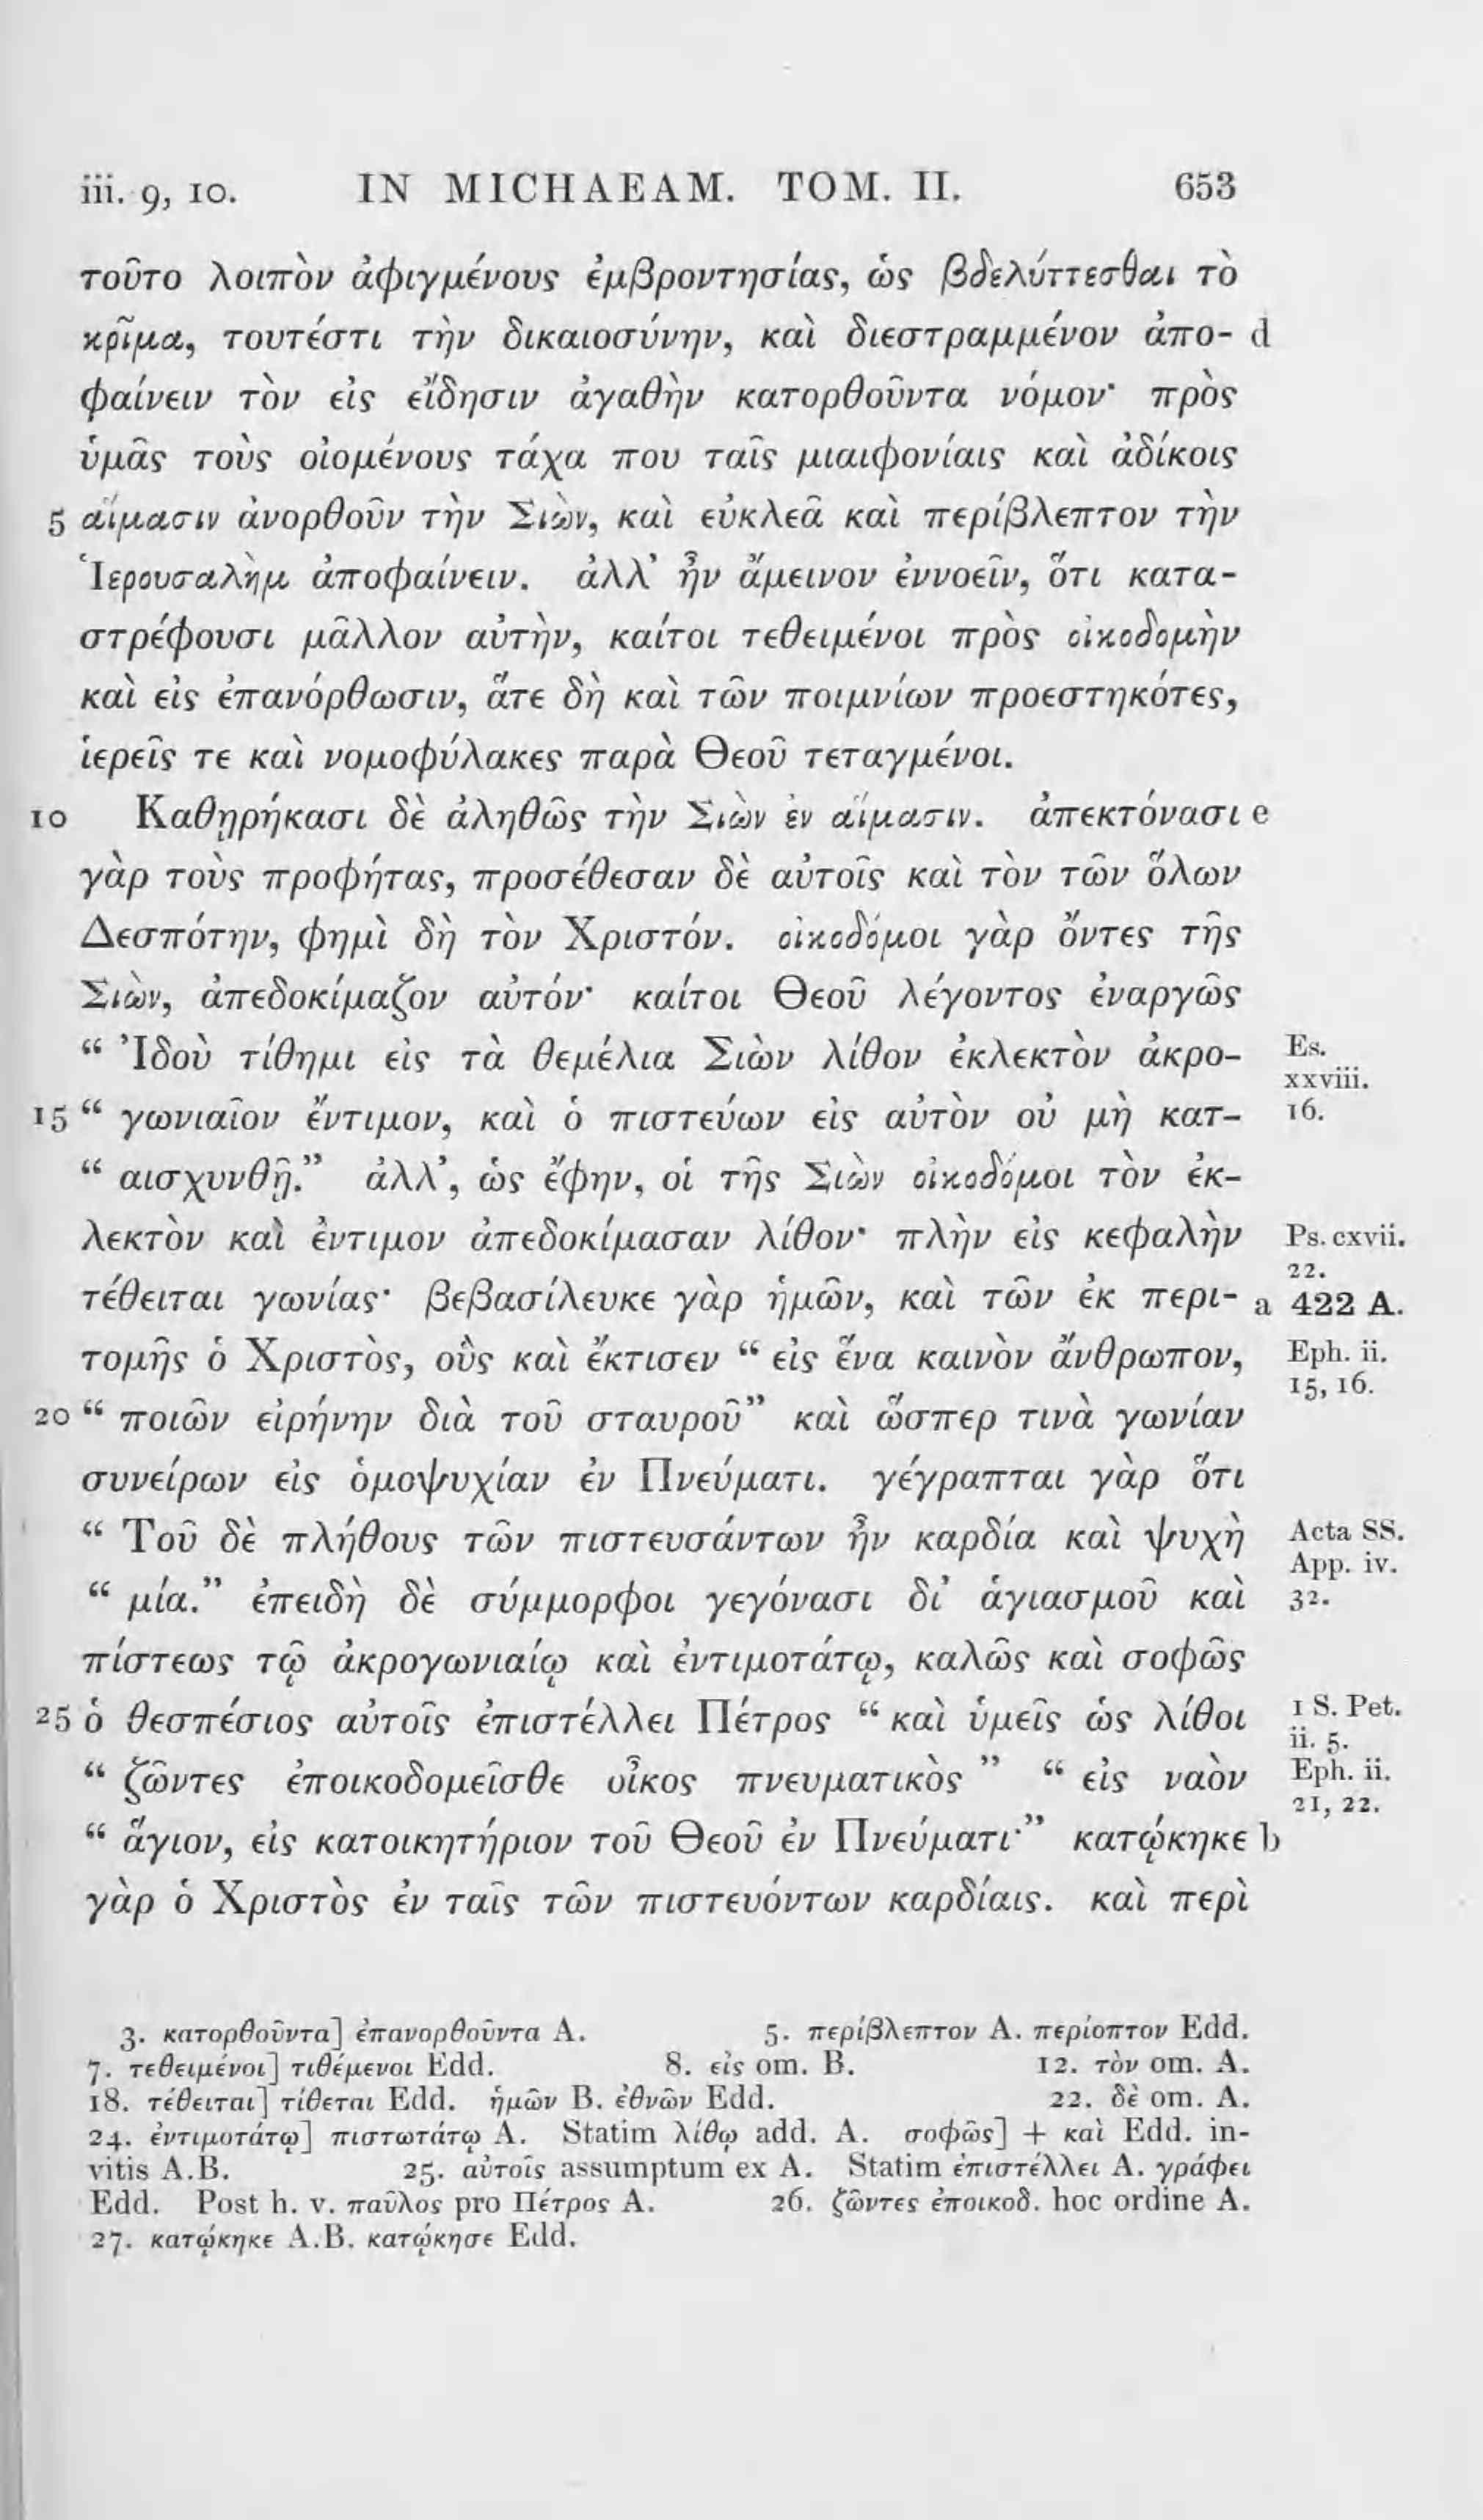 iii. 9, 10. IN MICHAEAM. TOM. II. 653
τοῦτο λοιπὸν ἀφιγμένους ἐμβροντησίας, ὡς βδελύττεσθαι τὸ
κρῖμα, τουτέστι τὴν δικαιοσύνην, καὶ διεστραμμένον ἀπο- d
φαίνειν τὸν εἰς εἴδησιν ἀγαθὴν κατορθοῦντα νόμον· πρὸς
ὑμᾶς τοὺς οἰομένους τάχα που ταῖς μιαιφονίαις καὶ ἀδίκοις
5 αἵμασιν ἀνορθοῦν τὴν Σιὼν, καὶ εὐκλεᾶ καὶ περίβλεπτον τὴν
Ἱερουσαλὴμ ἀποφαίνειν. ἀλλ’ ἦν ἄμεινον ἐννοεῖν, ὅτι κατα-
στρέφουσι μᾶλλον αὐτὴν, καίτοι τεθειμένοι πρὸς οἰκοδομὴν
καὶ εἰς ἐπανόρθωσιν, ἅτε δὴ καὶ τῶν ποιμνίων προεστηκότες,
ἱερεῖς τε καὶ νομοφύλακες παρὰ Θεοῦ τεταγμένοι.
10 Καθῃρήκασι δὲ ἀληθῶς τὴν Σιὼν ἐν αἵμασιν. ἀπεκτόνασι e
γὰρ τοὺς προφήτας, προσέθεσαν δὲ αὐτοῖς καὶ τὸν τῶν ὅλων
Δεσπότην, φημὶ δὴ τὸν Χριστόν. οἰκοδόμοι γὰρ ὄντες τῆς
Σιὼν, ἀπεδοκίμαζον αὐτόν· καίτοι Θεοῦ λέγοντος ἐναργῶς
“ Ἰδοὺ τίθημι εἰς τὰ θεμέλια Σιὼν λίθον ἐκλεκτὸν ἀκρο- Es.
xxviii.
15 “ γωνιαῖον ἔντιμον, καὶ ὁ πιστεύων εἰς αὐτὸν οὐ μὴ κατ- 16.
“ αισχυνθῇ.” ἀλλ’, ὡς ἔφην, οἱ τῆς Σιὼν οἰκοδόμοι τὸν ἐκ-
λεκτὸν καὶ ἐντιμον ἀπεδοκίμασαν λίθον· πλὴν εἰς κεφαλὴν Ps. cxvii.
22.
τέθειται γωνίας· βεβασίλευκε γὰρ ἡμῶν, καὶ τῶν ἐκ περι- a 422 A.
τομῆς ὁ Χριστὸς, οὓς καὶ ἔκτισεν “ εἰς ἕνα καινὸν ἄνθρωπον, Eph. ii.
15, 16.
20 “ ποιῶν εἰρήνην διὰ τοῦ σταυροῦ” καὶ ὥσπερ τινὰ γωνίαν
συνείρων εἰς ὁμοψυχίαν ἐν Πνεύματι. γέγραπται γὰρ ὅτι
“ Τοῦ δὲ πλήθους τῶν πιστευσάντων ἦν καρδία καὶ ψυχὴ Acta SS.
App. iv.
“ μία.” ἐπειδὴ δὲ σύμμορφοι γεγόνασι δι’ ἁγιασμοῦ καὶ 32.
πίστεως τῷ ἀκρογωνιαίῳ καὶ ἐντιμοτάτῳ, καλῶς καὶ σοφῶς
25 ὁ θεσπέσιος αὐτοῖς ἐπιστέλλει Πέτρος “ καὶ ὑμεῖς ὡς λίθοι 1 S. Pet.
ii. 5.
“ ζῶντες ἐποικοδομεῖσθε οἶκος πνευματικὸς ” “ εἰς ναὸν Eph. ii.
21, 22.
“ ἅγιον, εἰς κατοικητήριον τοῦ Θεοῦ ἐν Πνεύματι·” κατῴκηκε b
γὰρ ὁ Χριστὸς ἐν ταῖς τῶν πιστευόντων καρδίαις. καὶ περὶ
3. κατορθοῦντα] ἐπανορθοῦντα A. 5. περίβλεπτον A. περίοπτον Edd.
7. τεθειμένοι] τιθέμενοι Edd. 8. εἰς om. B. 12. τὸν om. A.
18. τέθειται] τίθεται Edd. ἡμῶν B. ἐθνῶν Edd. 22. δὲ om. A.
24. ἐντιμοτάτῳ] πιστωτάτῳ A. Statim λίθῳ add. A. σοφῶς] + καὶ Edd. in-
vitis A.B. 25. αὐτοῖς assumptum ex A. Statim ἐπιστέλλει A. γράφει
Edd. Post h. v. παῦλος pro Πέτρος A. 26. ζῶντες ἐποικοδ. hoc ordine A.
27. κατῴκηκε A.B. κατῴκησε Edd.